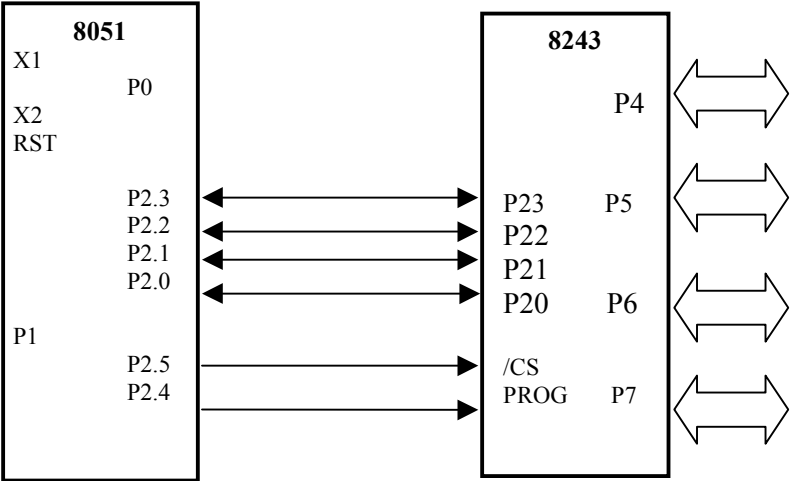 8051
X1
P0
X2
RST
P2.3
P2.2
P2.1
P2.0
P1
P2.5
P2.4
8243
P4
P23 P5
P22
P21
P20 P6
/CS
PROG P7